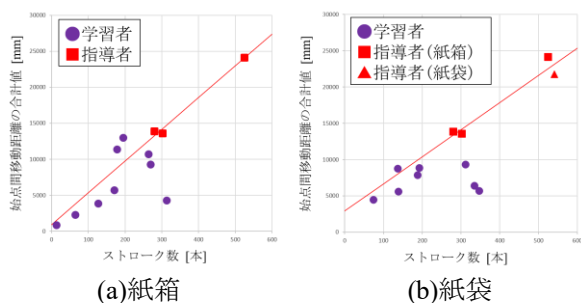 学習者
指導者
始点間移動距離の合計値 [mm]
30000
25000
20000
15000
10000
5000
0
0 100 200 300 400 500 600
ストローク数 [本]
(a)紙箱
学習者
指導者(紙箱)
指導者(紙袋)
始点間移動距離の合計値 [mm]
30000
25000
20000
15000
10000
5000
0
0 100 200 300 400 500 600
ストローク数 [本]
(b)紙袋